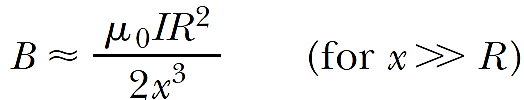 B ≈ μ₀IR² / 2x³ (for x ≫ R)